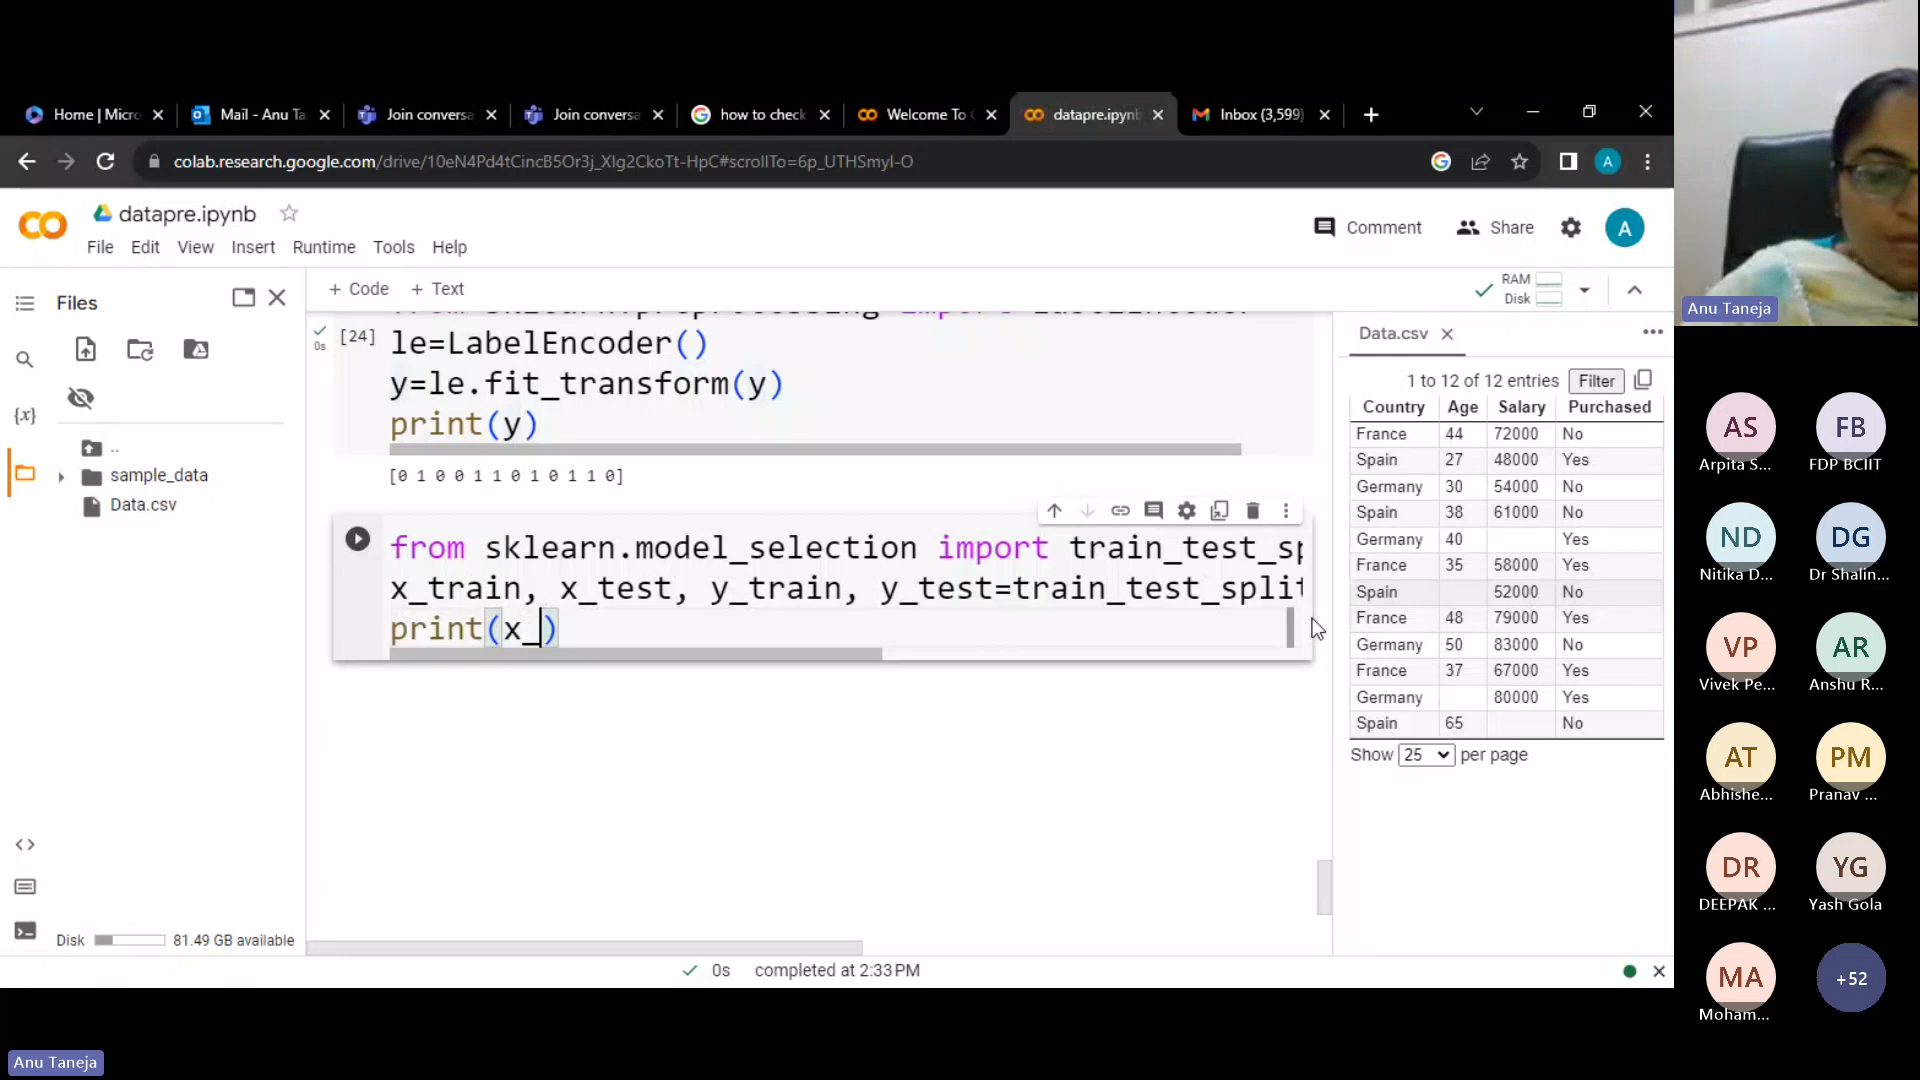 Home | Micro
Mail - Anu Ta
Join conversa
Join conversa
how to check
Welcome To C
datapre.ipynb
Inbox (3,599)
colab.research.google.com/drive/10eN4Pd4tCincB5Or3j_XIg2CkoTt-HpC#scrollTo=6p_UTHSmyI-O
A
datapre.ipynb
File Edit View Insert Runtime Tools Help
Comment
Share
A
Files
+ Code + Text
RAM
Disk
{x}
..
sample_data
Data.csv
[24]
0s
le=LabelEncoder()
y=le.fit_transform(y)
print(y)
[0 1 0 0 1 1 0 1 0 1 1 0]
from sklearn.model_selection import train_test_sp
x_train, x_test, y_train, y_test=train_test_split
print(x_)
Data.csv
1 to 12 of 12 entries Filter
Country Age Salary Purchased
France 44 72000 No
Spain 27 48000 Yes
Germany 30 54000 No
Spain 38 61000 No
Germany 40 Yes
France 35 58000 Yes
Spain 52000 No
France 48 79000 Yes
Germany 50 83000 No
France 37 67000 Yes
Germany 80000 Yes
Spain 65 No
Show 25 per page
Disk 81.49 GB available
0s completed at 2:33 PM
Anu Taneja
AS
Arpita S...
FB
FDP BCIIT
ND
Nitika D...
DG
Dr Shalin...
VP
Vivek Pe...
AR
Anshu R...
AT
Abhishe...
PM
Pranav ...
DR
DEEPAK ...
YG
Yash Gola
MA
Moham...
+52
Anu Taneja